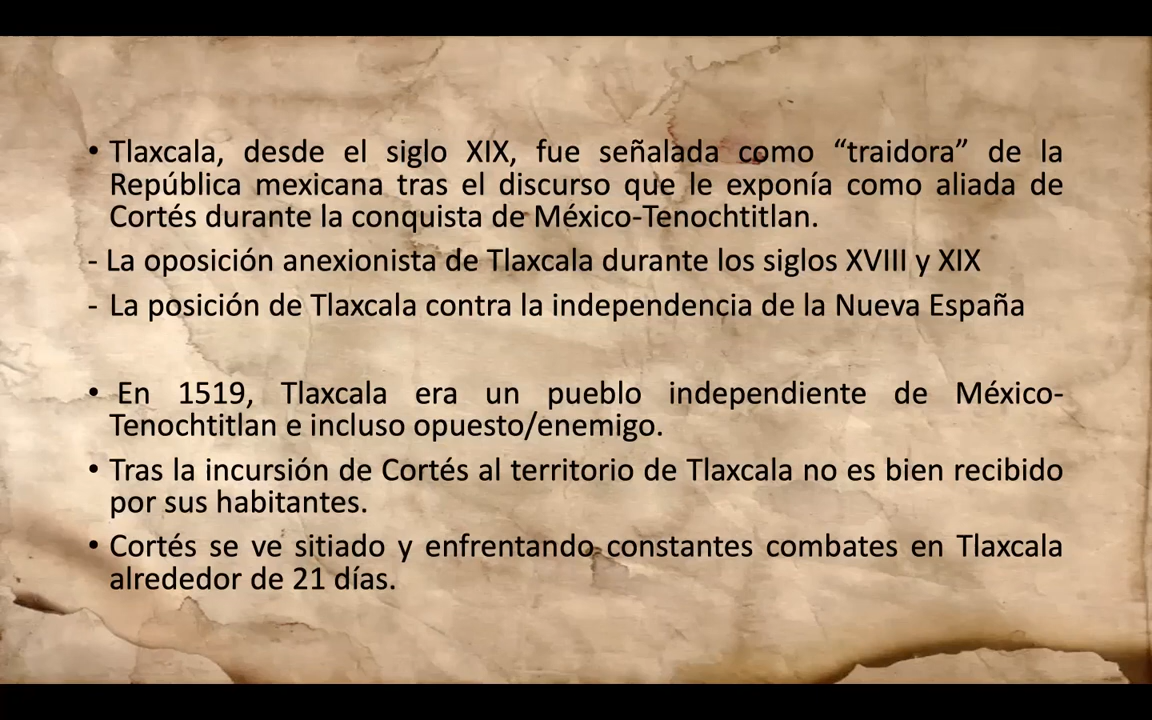 • Tlaxcala, desde el siglo XIX, fue señalada como “traidora” de la
República mexicana tras el discurso que le exponía como aliada de
Cortés durante la conquista de México-Tenochtitlan.
- La oposición anexionista de Tlaxcala durante los siglos XVIII y XIX
- La posición de Tlaxcala contra la independencia de la Nueva España
• En 1519, Tlaxcala era un pueblo independiente de México-
Tenochtitlan e incluso opuesto/enemigo.
• Tras la incursión de Cortés al territorio de Tlaxcala no es bien recibido
por sus habitantes.
• Cortés se ve sitiado y enfrentando constantes combates en Tlaxcala
alrededor de 21 días.